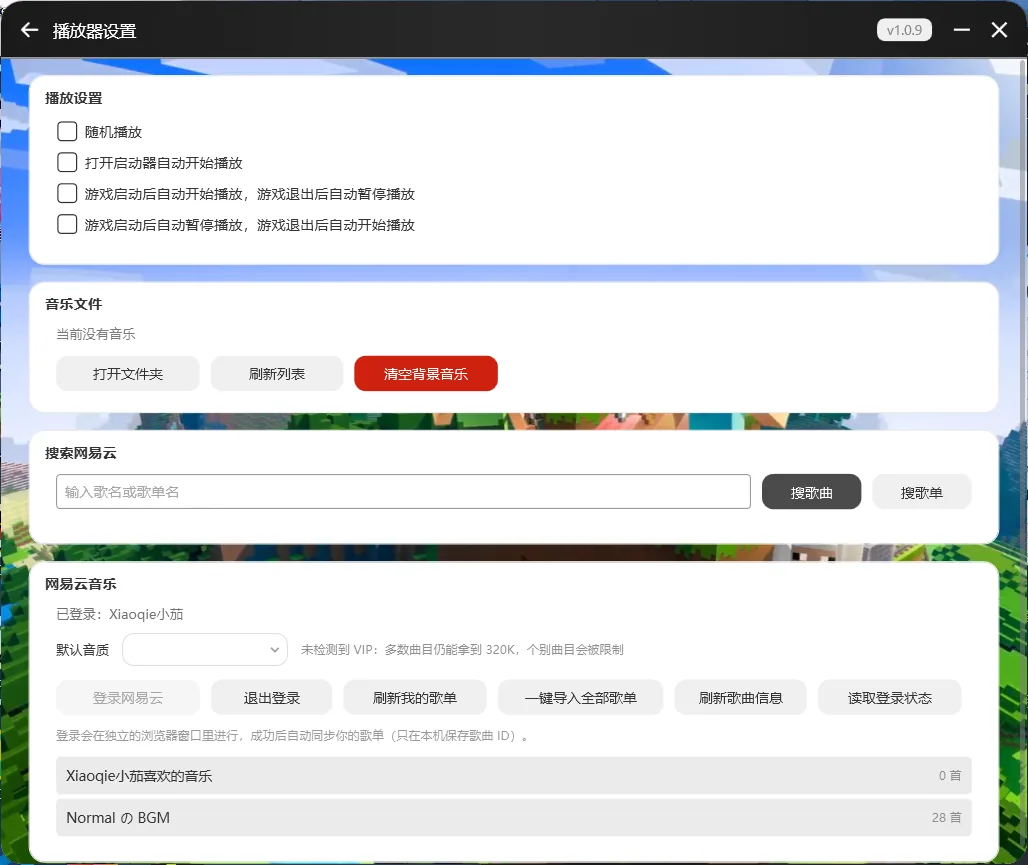 播放器设置
v1.0.9
播放设置
随机播放
打开启动器自动开始播放
游戏启动后自动开始播放，游戏退出后自动暂停播放
游戏启动后自动暂停播放，游戏退出后自动开始播放
音乐文件
当前没有音乐
打开文件夹 刷新列表 清空背景音乐
搜索网易云
输入歌名或歌单名 搜歌曲 搜歌单
网易云音乐
已登录：Xiaoqie小茄
默认音质 未检测到 VIP：多数曲目仍能拿到 320K，个别曲目会被限制
登录网易云 退出登录 刷新我的歌单 一键导入全部歌单 刷新歌曲信息 读取登录状态
登录会在独立的浏览器窗口里进行，成功后自动同步你的歌单（只在本机保存歌曲 ID）。
Xiaoqie小茄喜欢的音乐 0 首
Normal の BGM 28 首